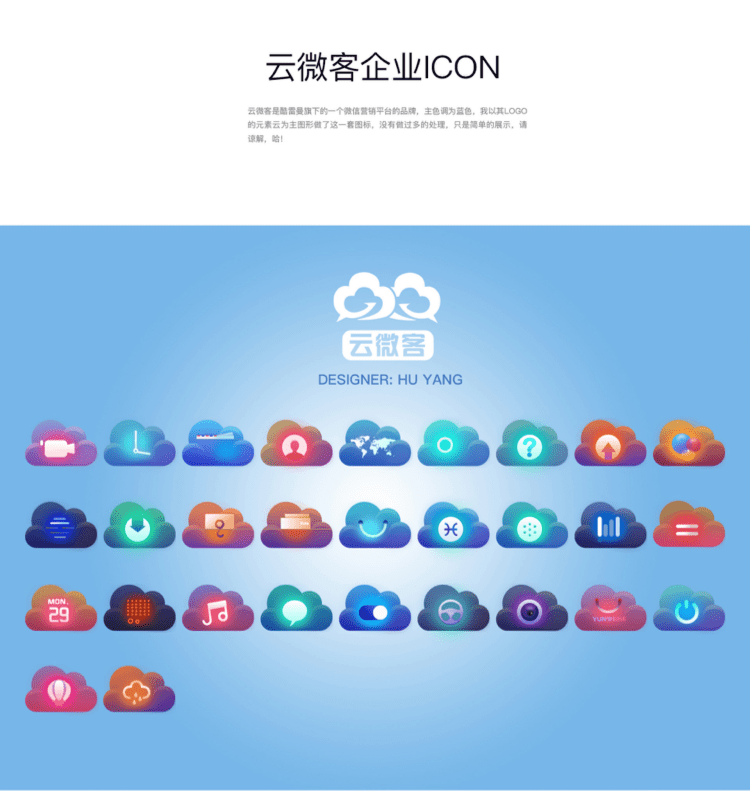 云微客企业ICON
云微客是酷雷曼旗下的一个微信营销平台的品牌，主色调为蓝色，我以其LOGO
的元素云为主图形做了这一套图标，没有做过多的处理，只是简单的展示，请
谅解，哈！
云微客
DESIGNER: HU YANG
?
MON.
29